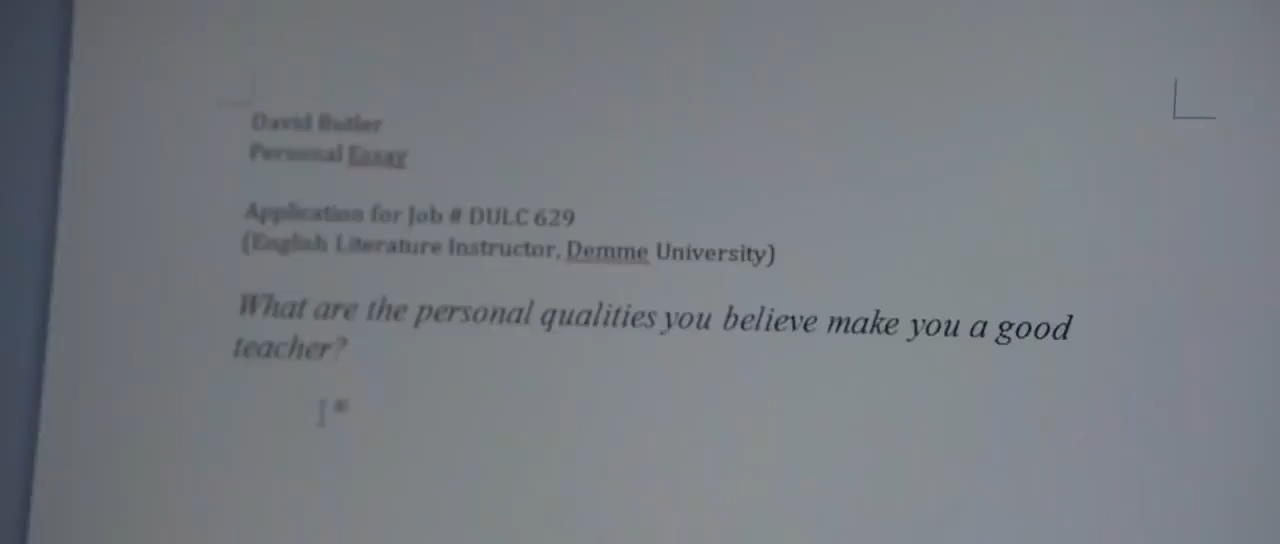 David Butler
Personal Essay
Application for Job # DULC 629
(English Literature Instructor, Demme University)
What are the personal qualities you believe make you a good
teacher?